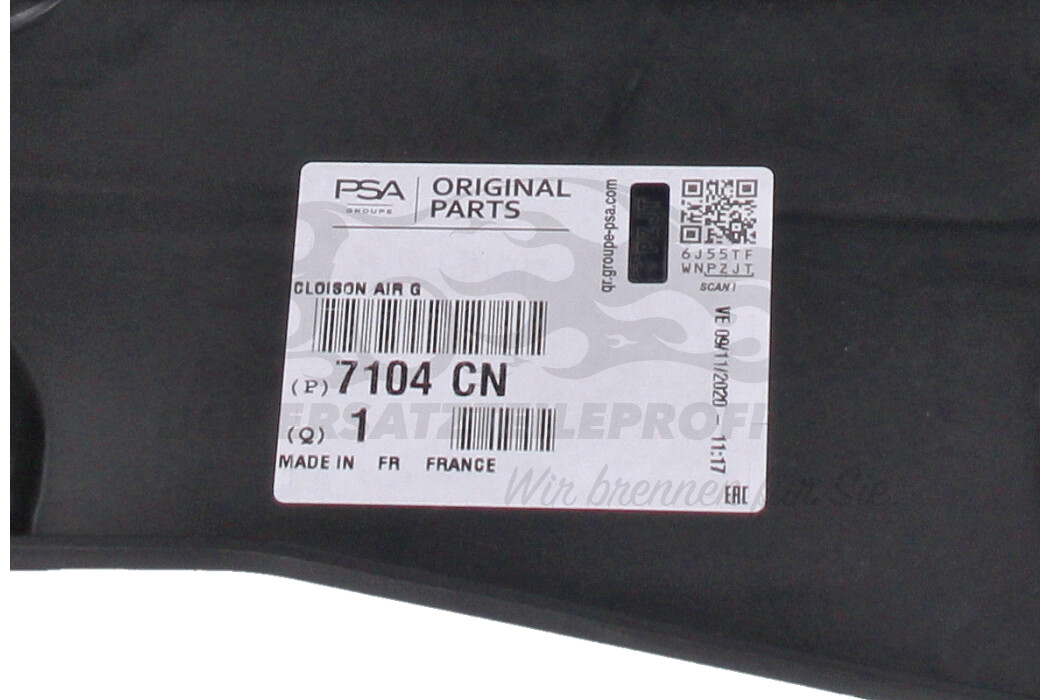 PSA
GROUPE
ORIGINAL
PARTS
qr.groupe-psa.com
6J55TF
WNPZJT
SCAN !
CLOISON AIR G
(P) 7104 CN
(Q) 1
MADE IN FR FRANCE
VE 09/11/2020 - 11:17
EAC
Wir brennen für Sie